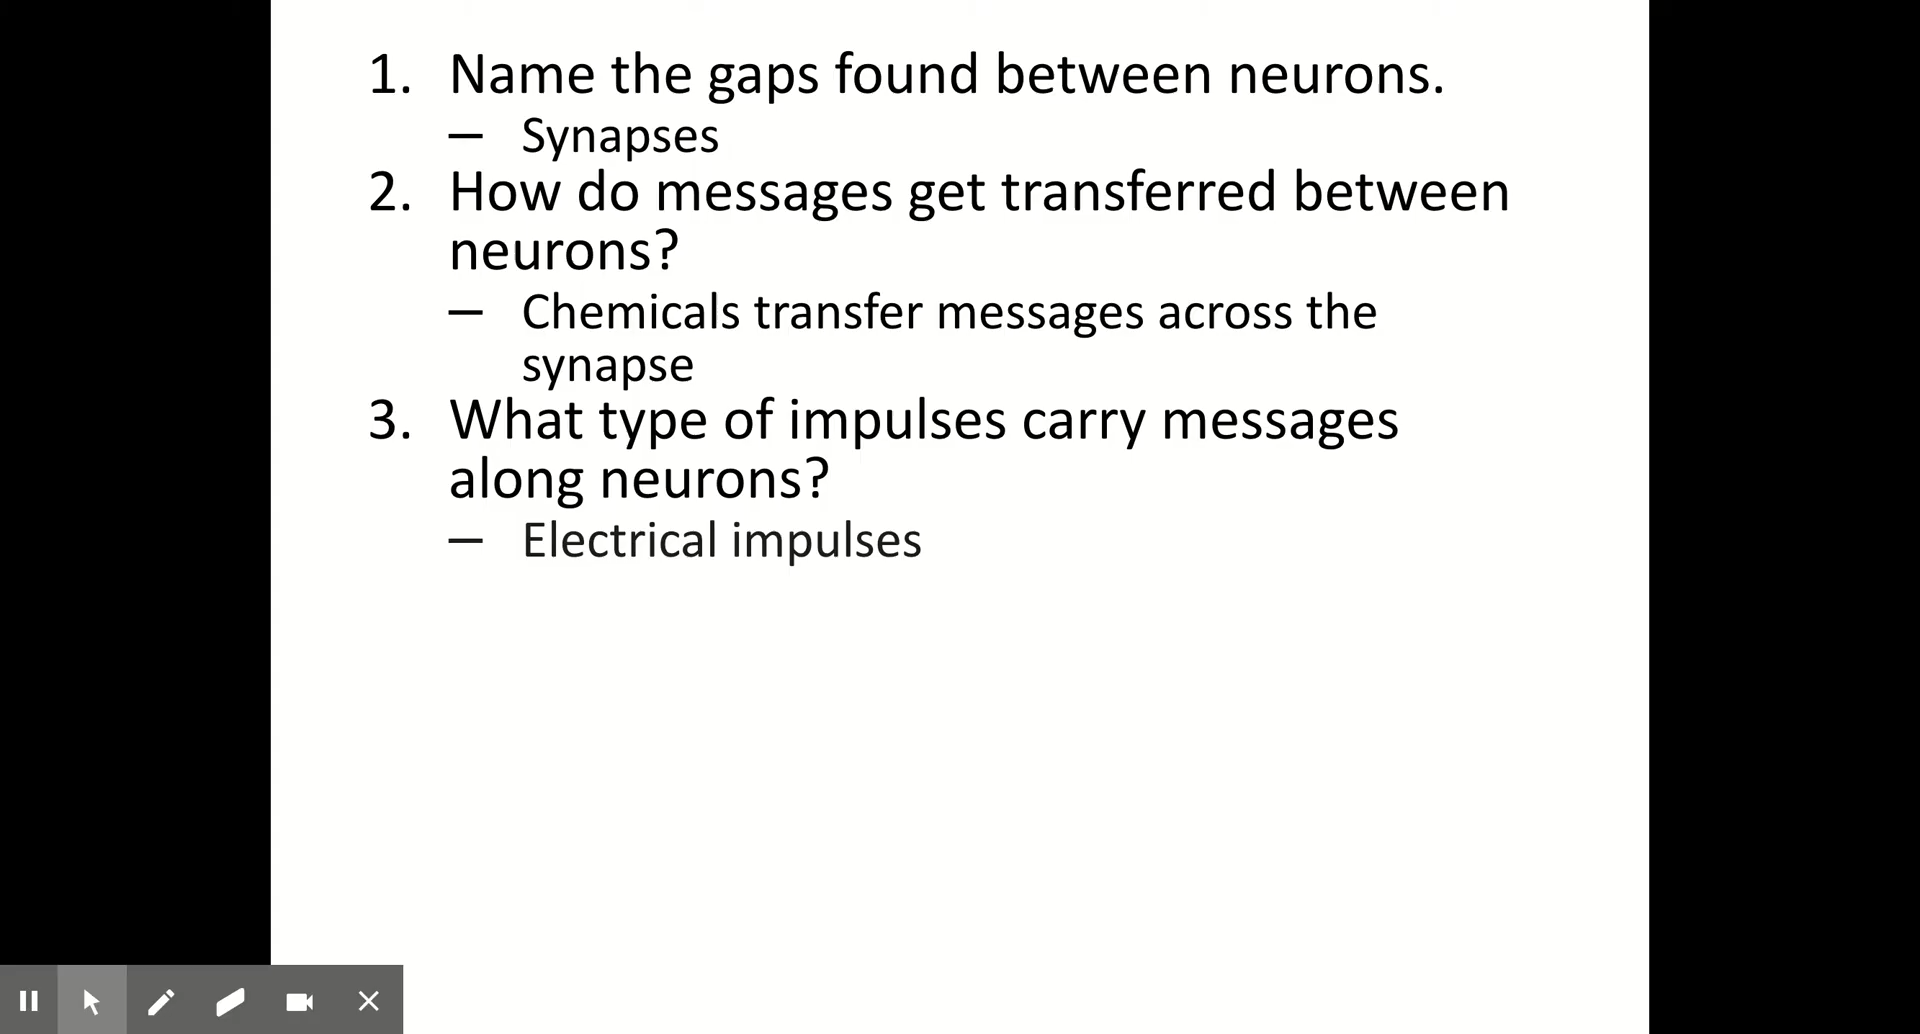 1. Name the gaps found between neurons.
– Synapses
2. How do messages get transferred between
neurons?
– Chemicals transfer messages across the
synapse
3. What type of impulses carry messages
along neurons?
– Electrical impulses